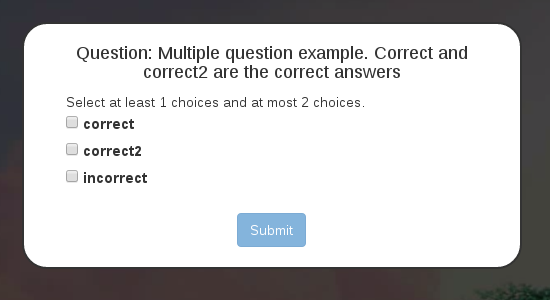 Question: Multiple question example. Correct and
correct2 are the correct answers
Select at least 1 choices and at most 2 choices.
correct
correct2
incorrect
Submit